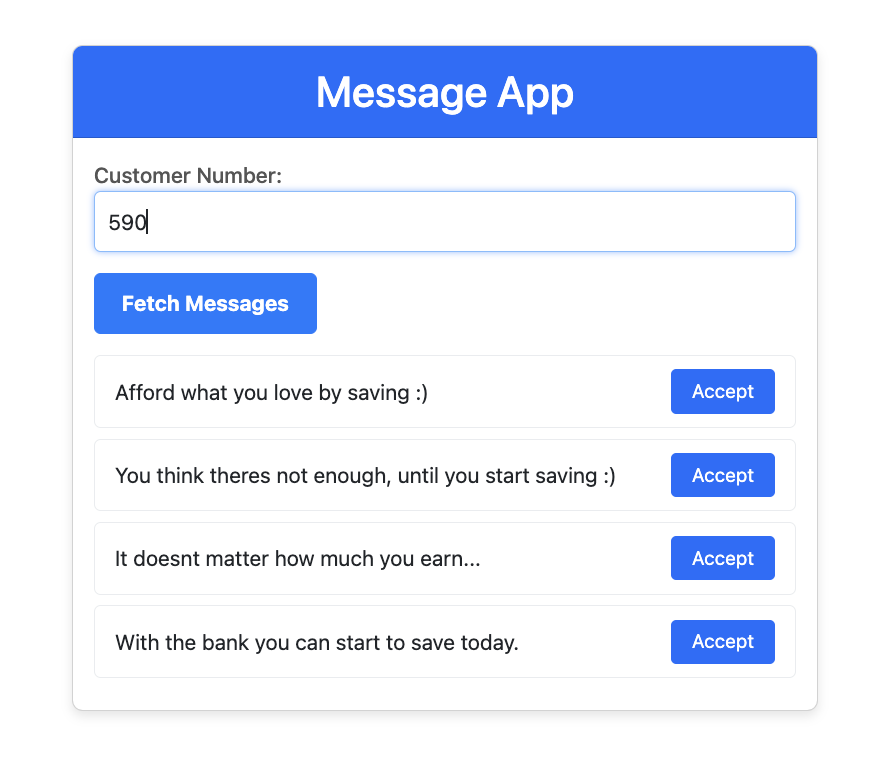 Message App
Customer Number:
590
Fetch Messages
Afford what you love by saving :)
Accept
You think theres not enough, until you start saving :)
Accept
It doesnt matter how much you earn...
Accept
With the bank you can start to save today.
Accept